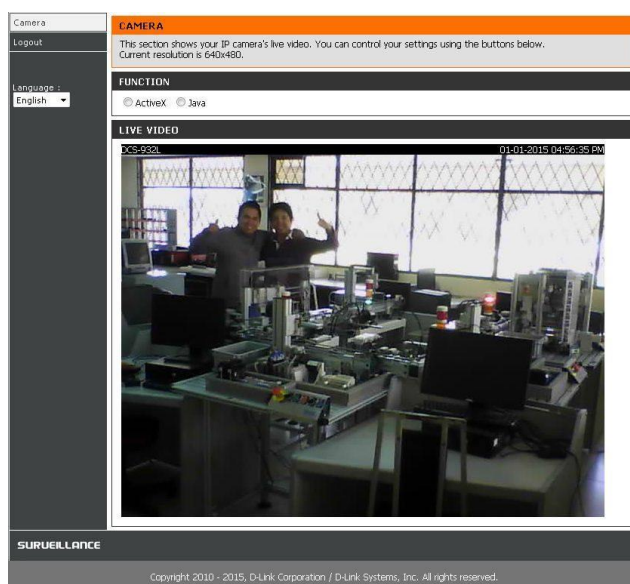 Camera
Logout
Language :
English
CAMERA
This section shows your IP camera's live video. You can control your settings using the buttons below.
Current resolution is 640x480.
FUNCTION
ActiveX Java
LIVE VIDEO
DCS-932L 01-01-2015 04:56:35 PM
SURVEILLANCE
Copyright 2010 - 2015, D-Link Corporation / D-Link Systems, Inc. All rights reserved.